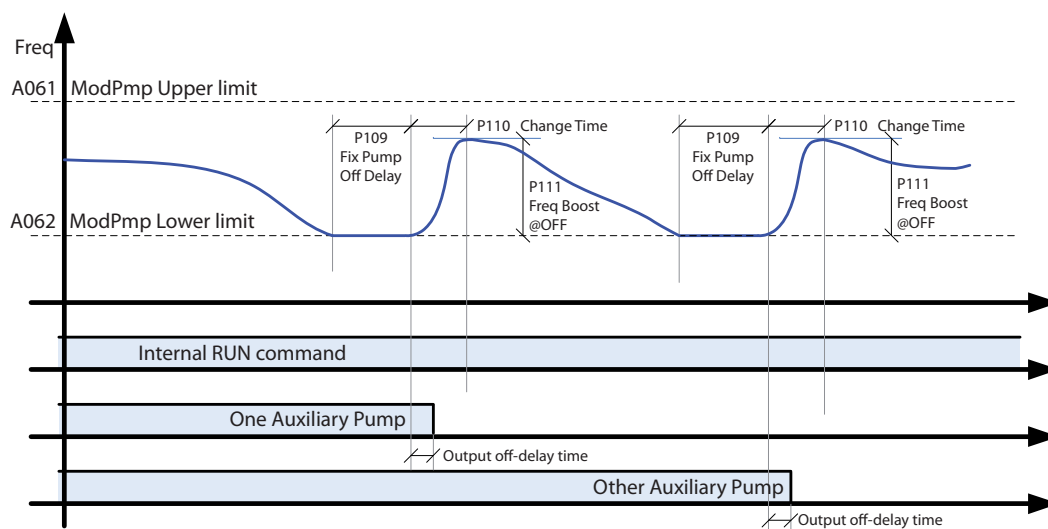 Freq
A061 ModPmp Upper limit
P109
Fix Pump
Off Delay
P110 Change Time
P111
Freq Boost
@OFF
P109
Fix Pump
Off Delay
P110 Change Time
P111
Freq Boost
@OFF
A062 ModPmp Lower limit
Internal RUN command
One Auxiliary Pump
Output off-delay time
Other Auxiliary Pump
Output off-delay time